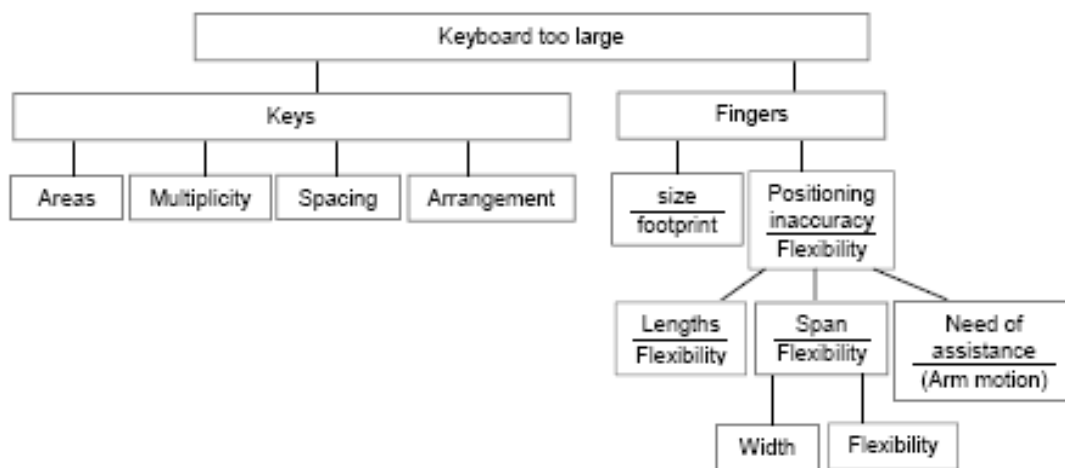 Keyboard too large
Keys
Fingers
Areas
Multiplicity
Spacing
Arrangement
size
footprint
Positioning
inaccuracy
Flexibility
Lengths
Flexibility
Span
Flexibility
Need of
assistance
(Arm motion)
Width
Flexibility